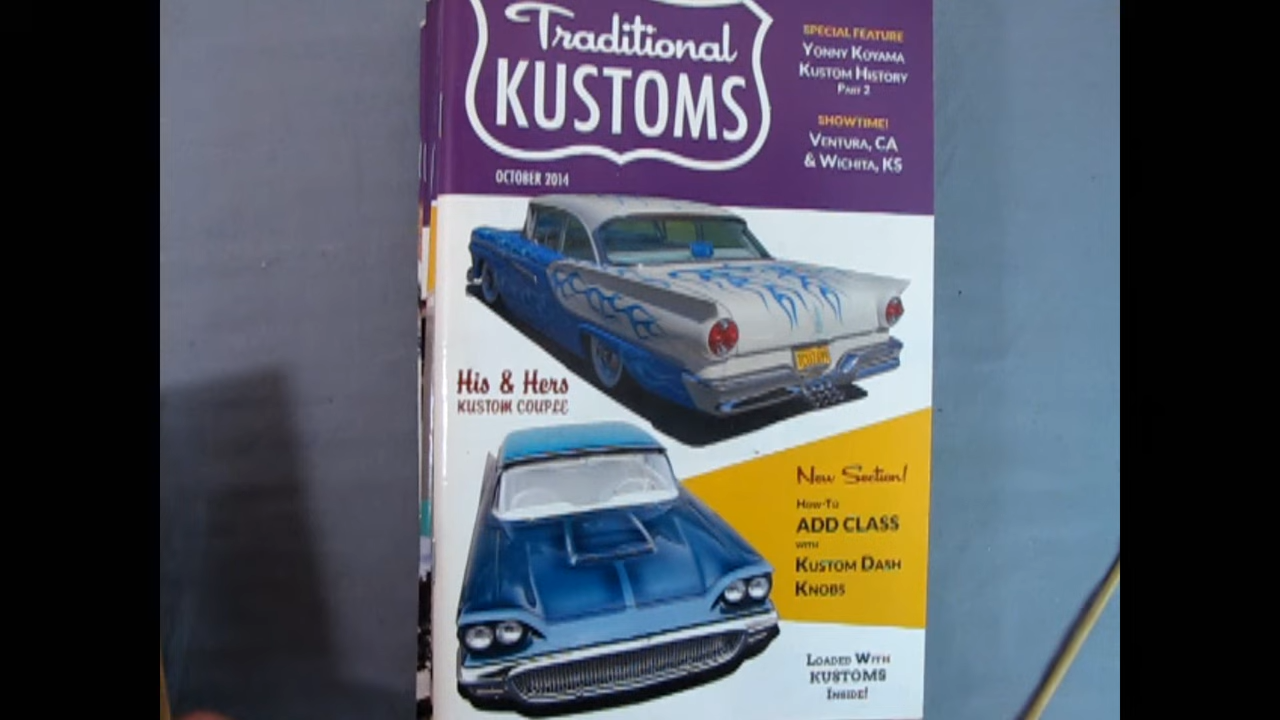 Traditional
KUSTOMS
OCTOBER 2014
SPECIAL FEATURE
YONNY KOYAMA
KUSTOM HISTORY
PART 2
SHOWTIME!
VENTURA, CA
& WICHITA, KS
His & Hers
KUSTOM COUPLE
New Section!
HOW-TO
ADD CLASS
WITH
KUSTOM DASH
KNOBS
LOADED WITH
KUSTOMS
INSIDE!